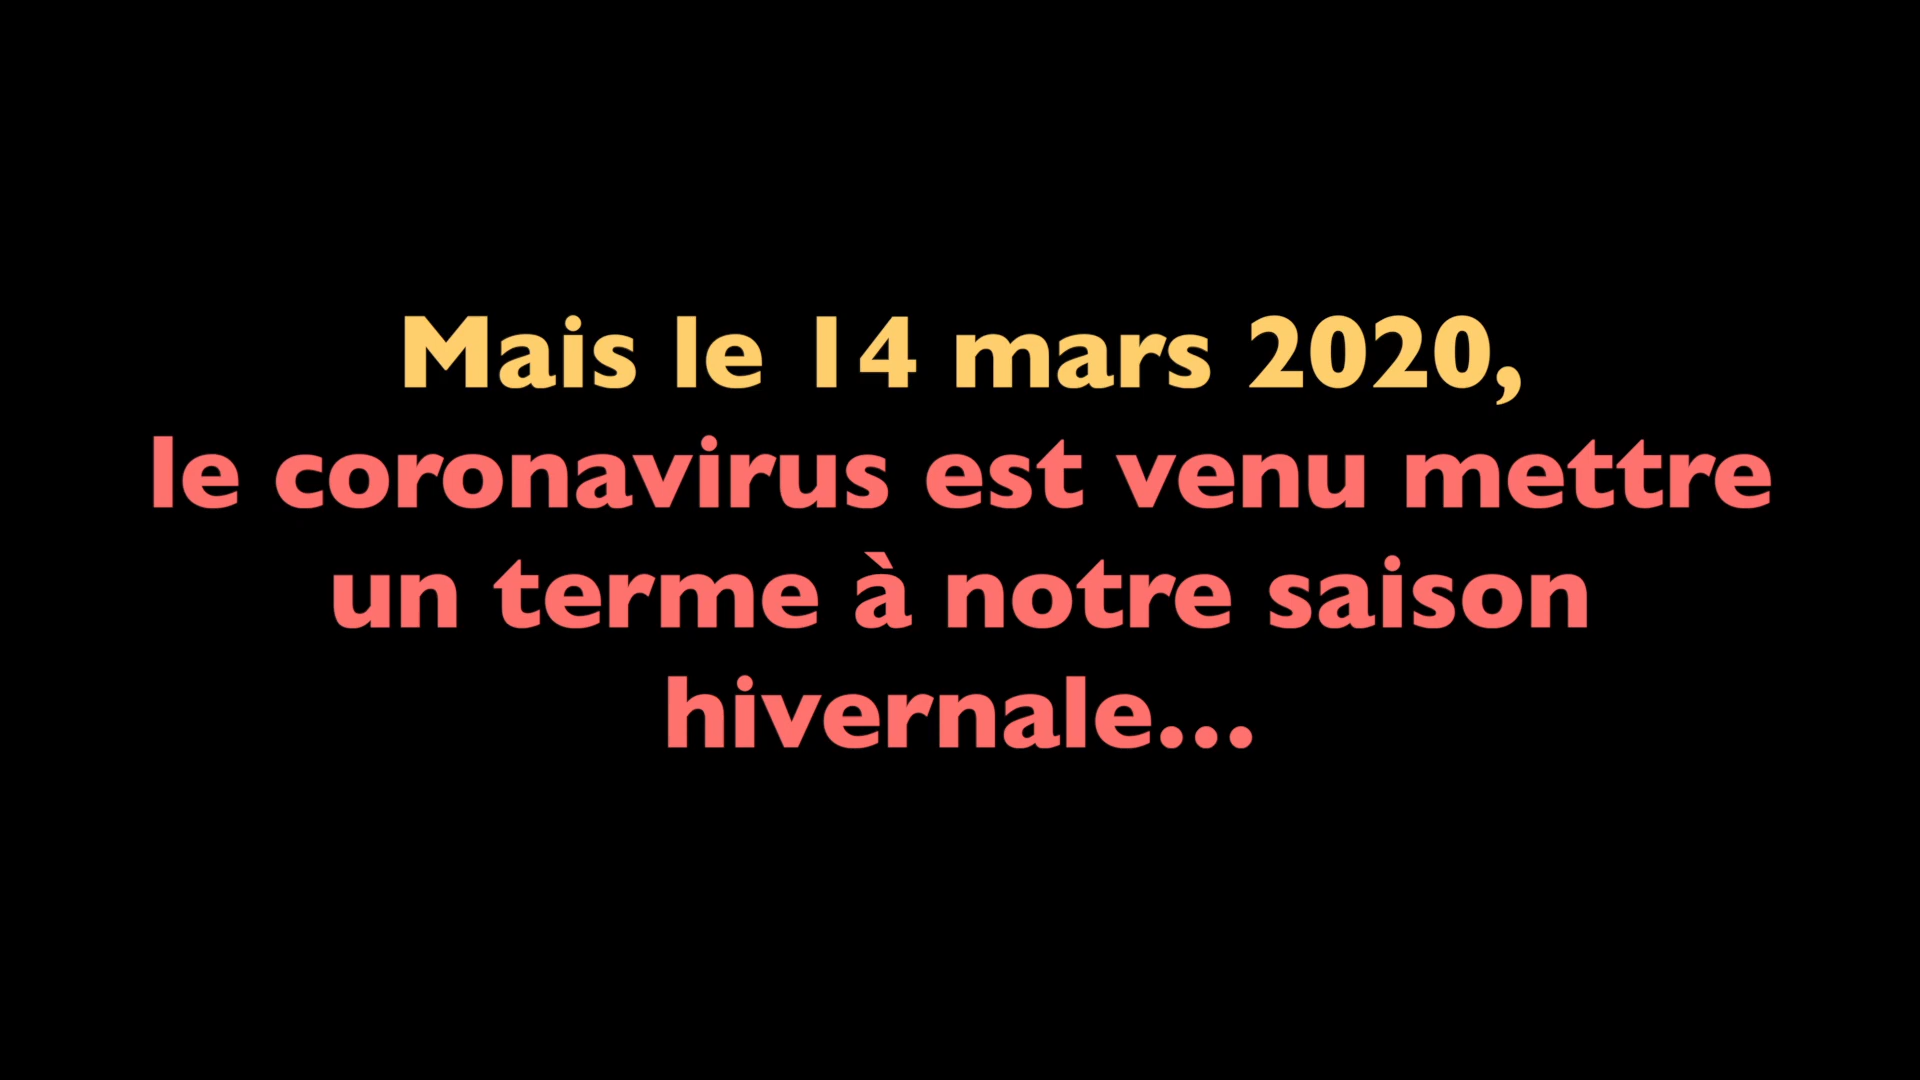 Mais le 14 mars 2020,
le coronavirus est venu mettre
un terme à notre saison
hivernale...